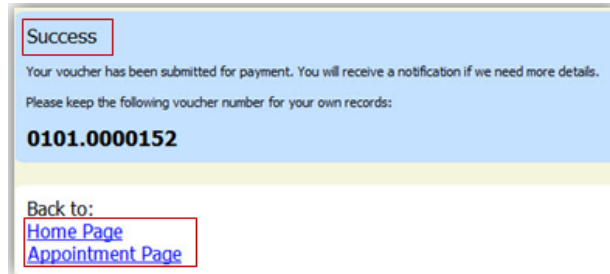 Success
Your voucher has been submitted for payment. You will receive a notification if we need more details.
Please keep the following voucher number for your own records:
0101.0000152
Back to:
Home Page
Appointment Page